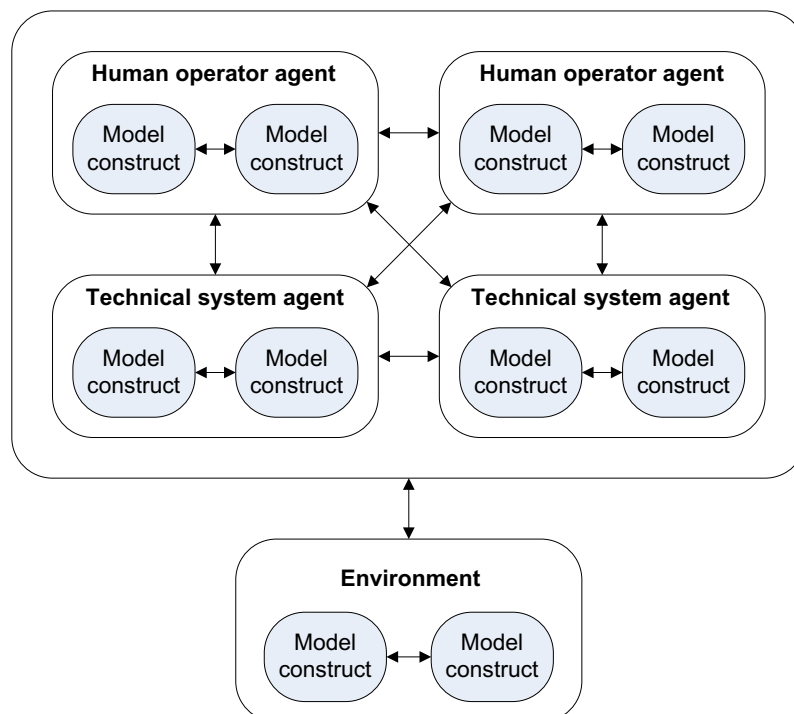 Human operator agent
Human operator agent
Model
construct
Model
construct
Model
construct
Model
construct
Technical system agent
Technical system agent
Model
construct
Model
construct
Model
construct
Model
construct
Environment
Model
construct
Model
construct